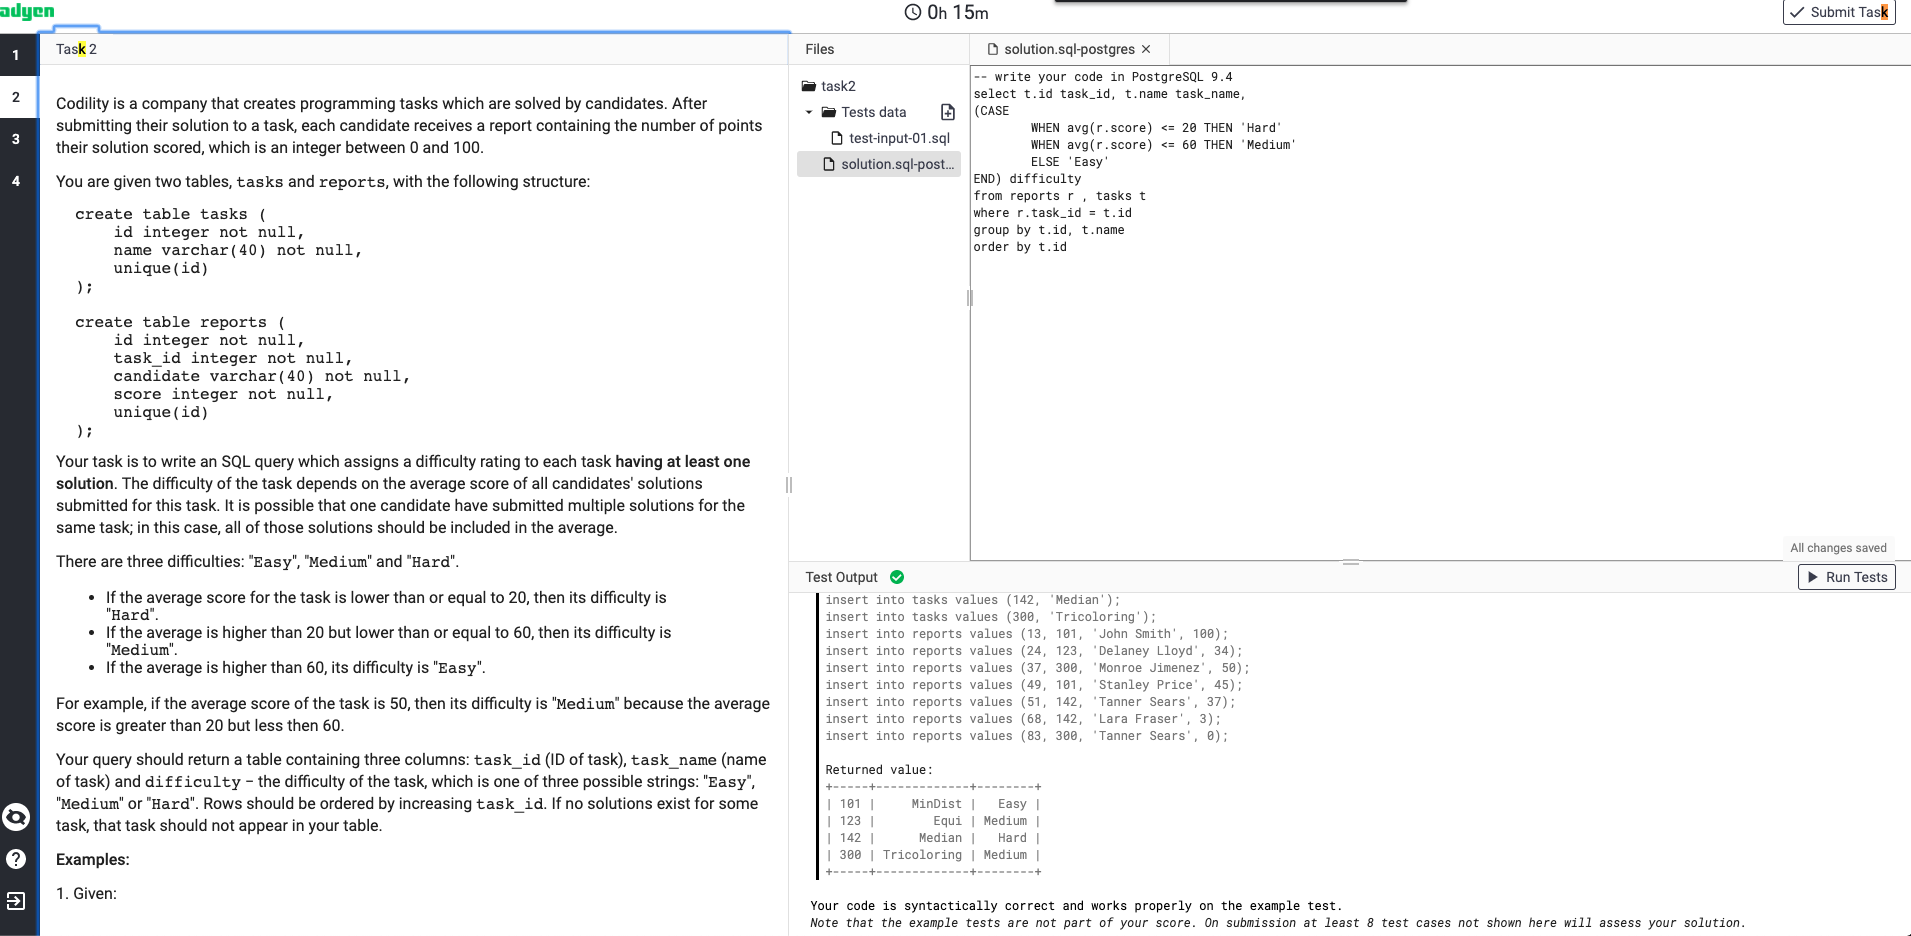 adyen
0h 15m
Submit Task
1
2
3
4
Task 2
Codility is a company that creates programming tasks which are solved by candidates. After
submitting their solution to a task, each candidate receives a report containing the number of points
their solution scored, which is an integer between 0 and 100.
You are given two tables, tasks and reports, with the following structure:
create table tasks (
id integer not null,
name varchar(40) not null,
unique(id)
);
create table reports (
id integer not null,
task_id integer not null,
candidate varchar(40) not null,
score integer not null,
unique(id)
);
Your task is to write an SQL query which assigns a difficulty rating to each task having at least one
solution. The difficulty of the task depends on the average score of all candidates' solutions
submitted for this task. It is possible that one candidate have submitted multiple solutions for the
same task; in this case, all of those solutions should be included in the average.
There are three difficulties: "Easy", "Medium" and "Hard".
• If the average score for the task is lower than or equal to 20, then its difficulty is
"Hard".
• If the average is higher than 20 but lower than or equal to 60, then its difficulty is
"Medium".
• If the average is higher than 60, its difficulty is "Easy".
For example, if the average score of the task is 50, then its difficulty is "Medium" because the average
score is greater than 20 but less then 60.
Your query should return a table containing three columns: task_id (ID of task), task_name (name
of task) and difficulty – the difficulty of the task, which is one of three possible strings: "Easy",
"Medium" or "Hard". Rows should be ordered by increasing task_id. If no solutions exist for some
task, that task should not appear in your table.
Examples:
1. Given:
Files
task2
Tests data
test-input-01.sql
solution.sql-post...
solution.sql-postgres ×
-- write your code in PostgreSQL 9.4
select t.id task_id, t.name task_name,
(CASE
WHEN avg(r.score) <= 20 THEN 'Hard'
WHEN avg(r.score) <= 60 THEN 'Medium'
ELSE 'Easy'
END) difficulty
from reports r , tasks t
where r.task_id = t.id
group by t.id, t.name
order by t.id
All changes saved
Test Output
Run Tests
insert into tasks values (142, 'Median');
insert into tasks values (300, 'Tricoloring');
insert into reports values (13, 101, 'John Smith', 100);
insert into reports values (24, 123, 'Delaney Lloyd', 34);
insert into reports values (37, 300, 'Monroe Jimenez', 50);
insert into reports values (49, 101, 'Stanley Price', 45);
insert into reports values (51, 142, 'Tanner Sears', 37);
insert into reports values (68, 142, 'Lara Fraser', 3);
insert into reports values (83, 300, 'Tanner Sears', 0);
Returned value:
+-----+-------------+--------+
| 101 |     MinDist |   Easy |
| 123 |        Equi | Medium |
| 142 |      Median |   Hard |
| 300 | Tricoloring | Medium |
+-----+-------------+--------+
Your code is syntactically correct and works properly on the example test.
Note that the example tests are not part of your score. On submission at least 8 test cases not shown here will assess your solution.